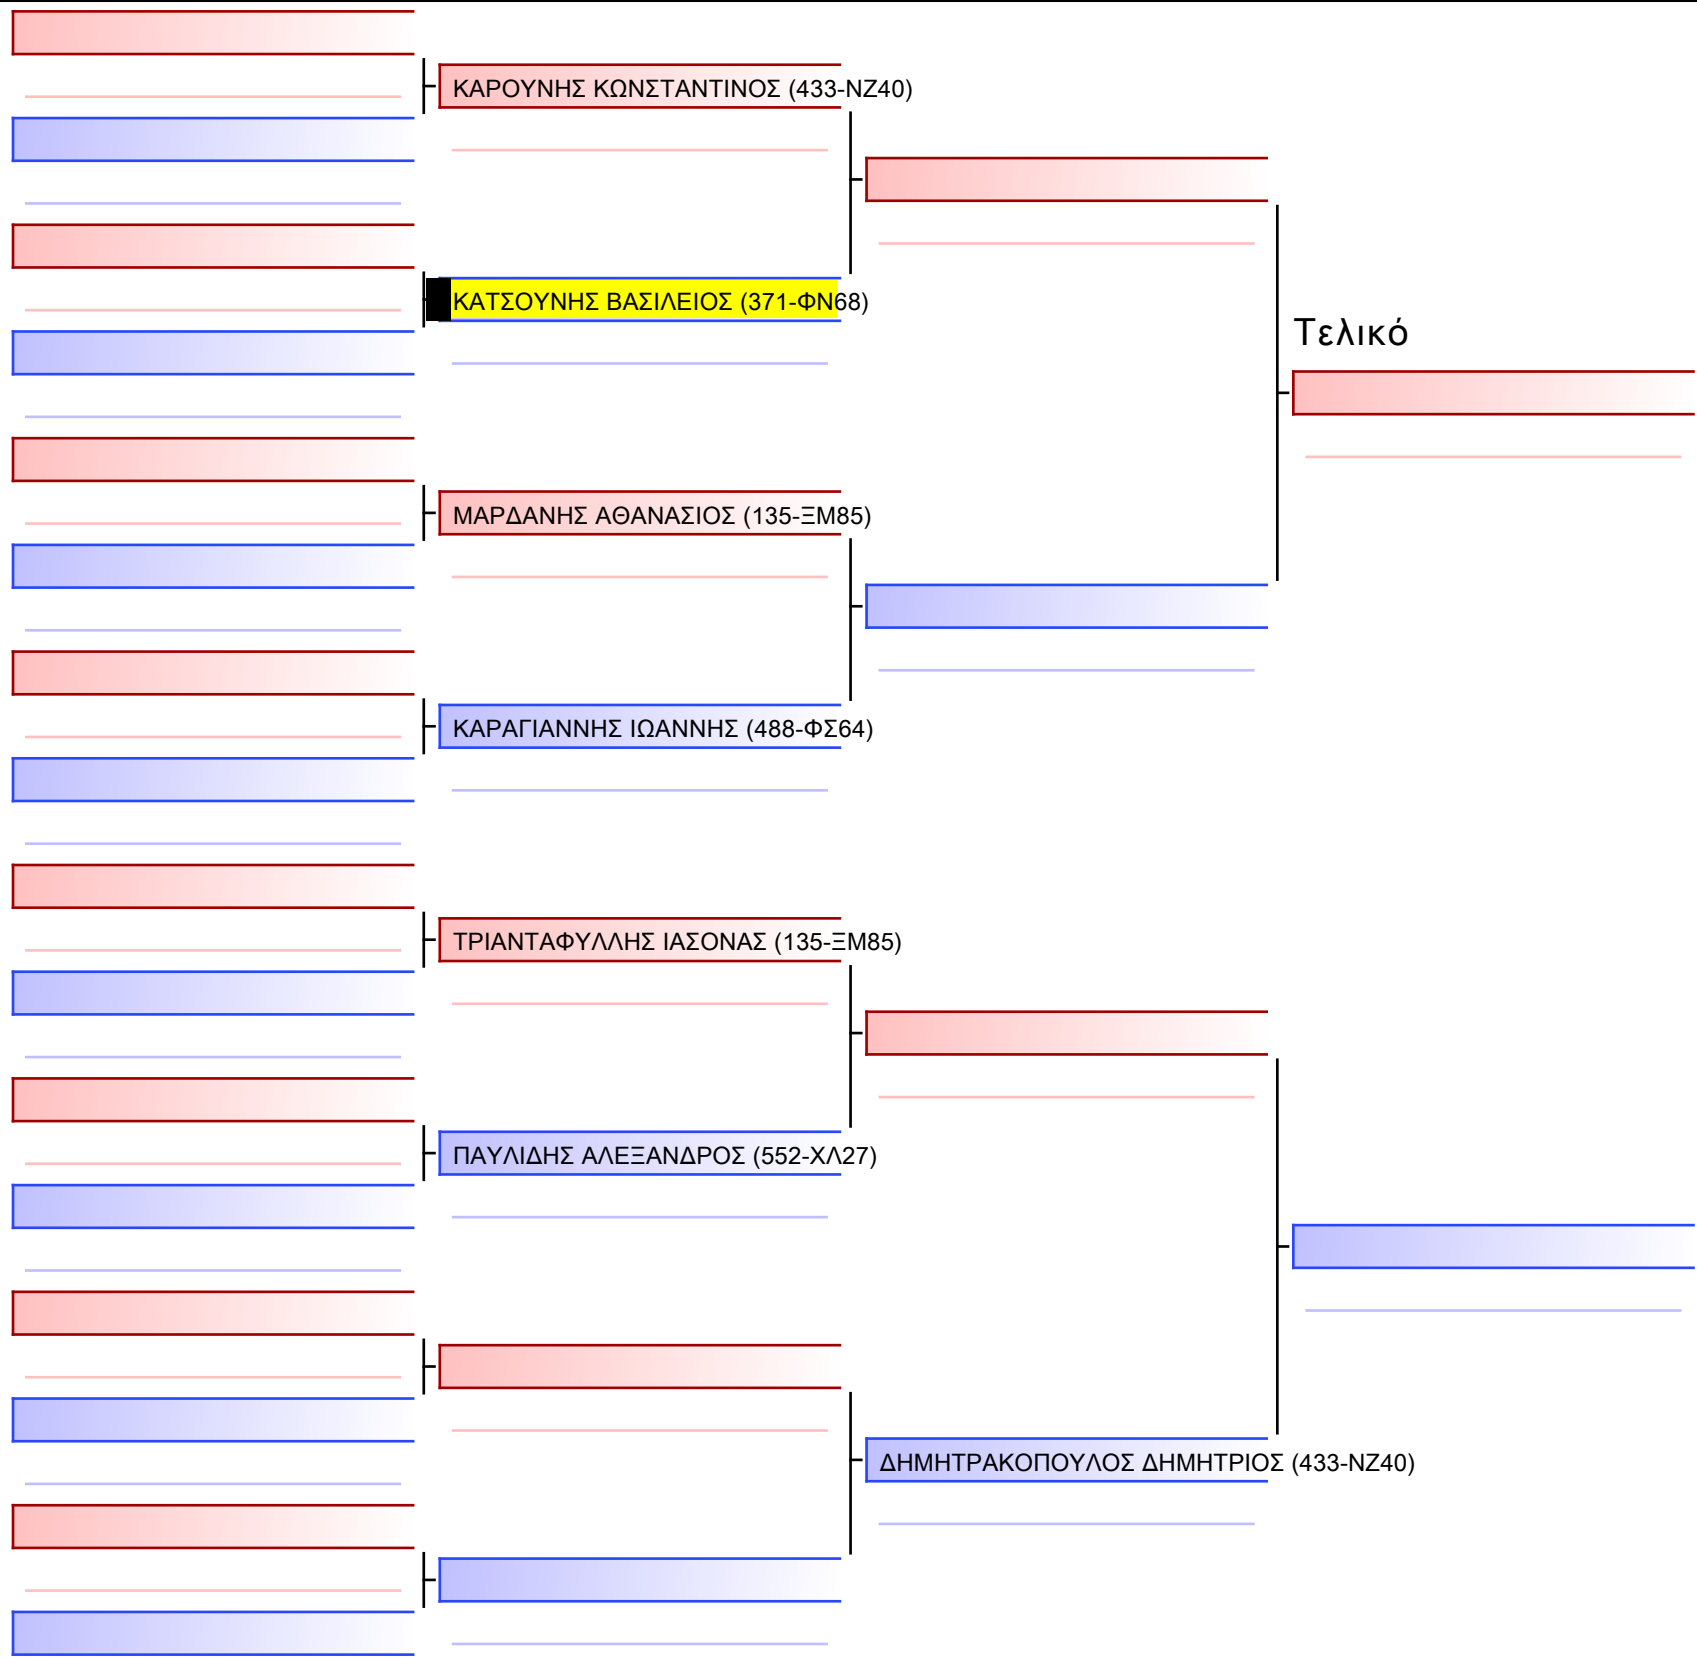 ΚΑΡΟΥΝΗΣ ΚΩΝΣΤΑΝΤΙΝΟΣ (433-ΝΖ40)
ΚΑΤΣΟΥΝΗΣ ΒΑΣΙΛΕΙΟΣ (371-ΦΝ68)
Τελικό
ΜΑΡΔΑΝΗΣ ΑΘΑΝΑΣΙΟΣ (135-ΞΜ85)
ΚΑΡΑΓΙΑΝΝΗΣ ΙΩΑΝΝΗΣ (488-ΦΣ64)
ΤΡΙΑΝΤΑΦΥΛΛΗΣ ΙΑΣΟΝΑΣ (135-ΞΜ85)
ΠΑΥΛΙΔΗΣ ΑΛΕΞΑΝΔΡΟΣ (552-ΧΛ27)
ΔΗΜΗΤΡΑΚΟΠΟΥΛΟΣ ΔΗΜΗΤΡΙΟΣ (433-ΝΖ40)